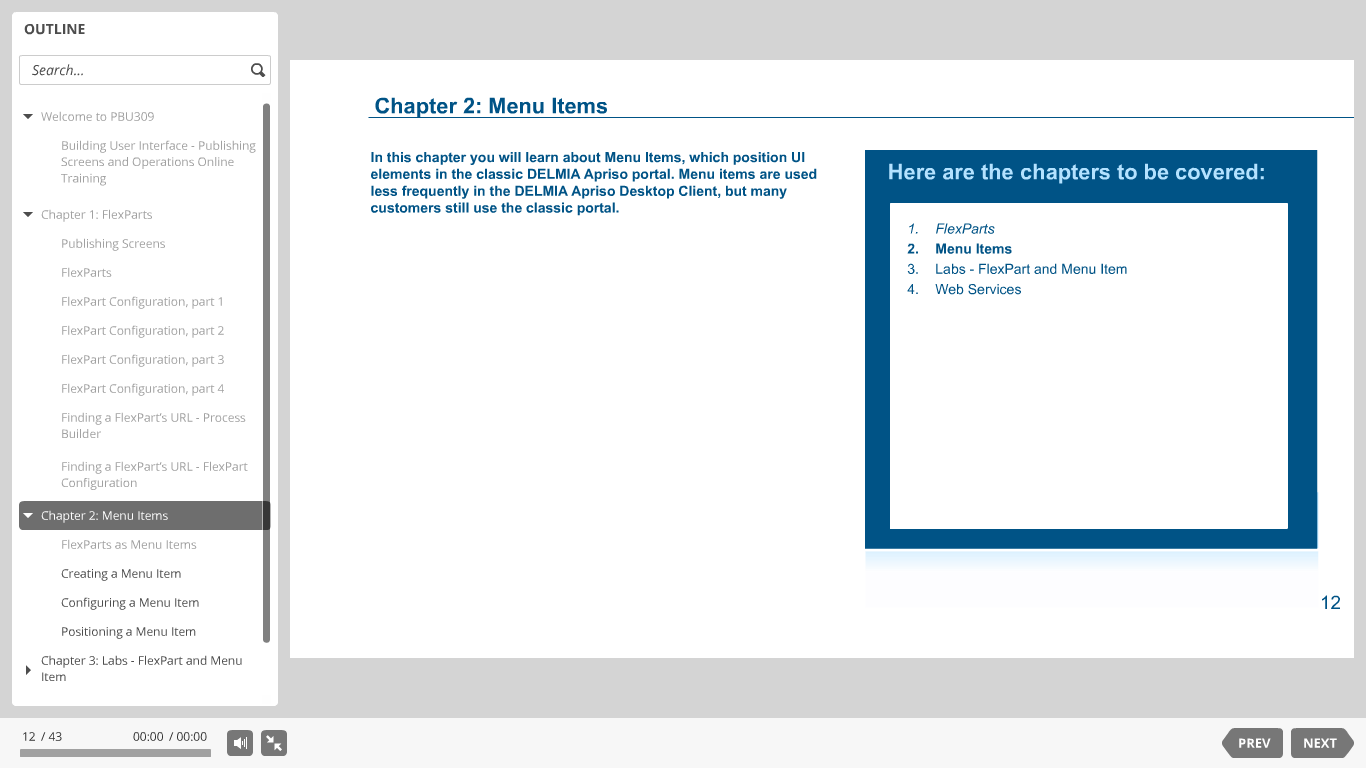 OUTLINE
Search...
Welcome to PBU309
Building User Interface - Publishing
Screens and Operations Online
Training
Chapter 1: FlexParts
Publishing Screens
FlexParts
FlexPart Configuration, part 1
FlexPart Configuration, part 2
FlexPart Configuration, part 3
FlexPart Configuration, part 4
Finding a FlexPart's URL - Process
Builder
Finding a FlexPart's URL - FlexPart
Configuration
Chapter 2: Menu Items
FlexParts as Menu Items
Creating a Menu Item
Configuring a Menu Item
Positioning a Menu Item
Chapter 3: Labs - FlexPart and Menu
Item
Chapter 2: Menu Items
In this chapter you will learn about Menu Items, which position UI
elements in the classic DELMIA Apriso portal. Menu items are used
less frequently in the DELMIA Apriso Desktop Client, but many
customers still use the classic portal.
Here are the chapters to be covered:
1. FlexParts
2. Menu Items
3. Labs - FlexPart and Menu Item
4. Web Services
12
12 / 43
00:00 / 00:00
PREV
NEXT